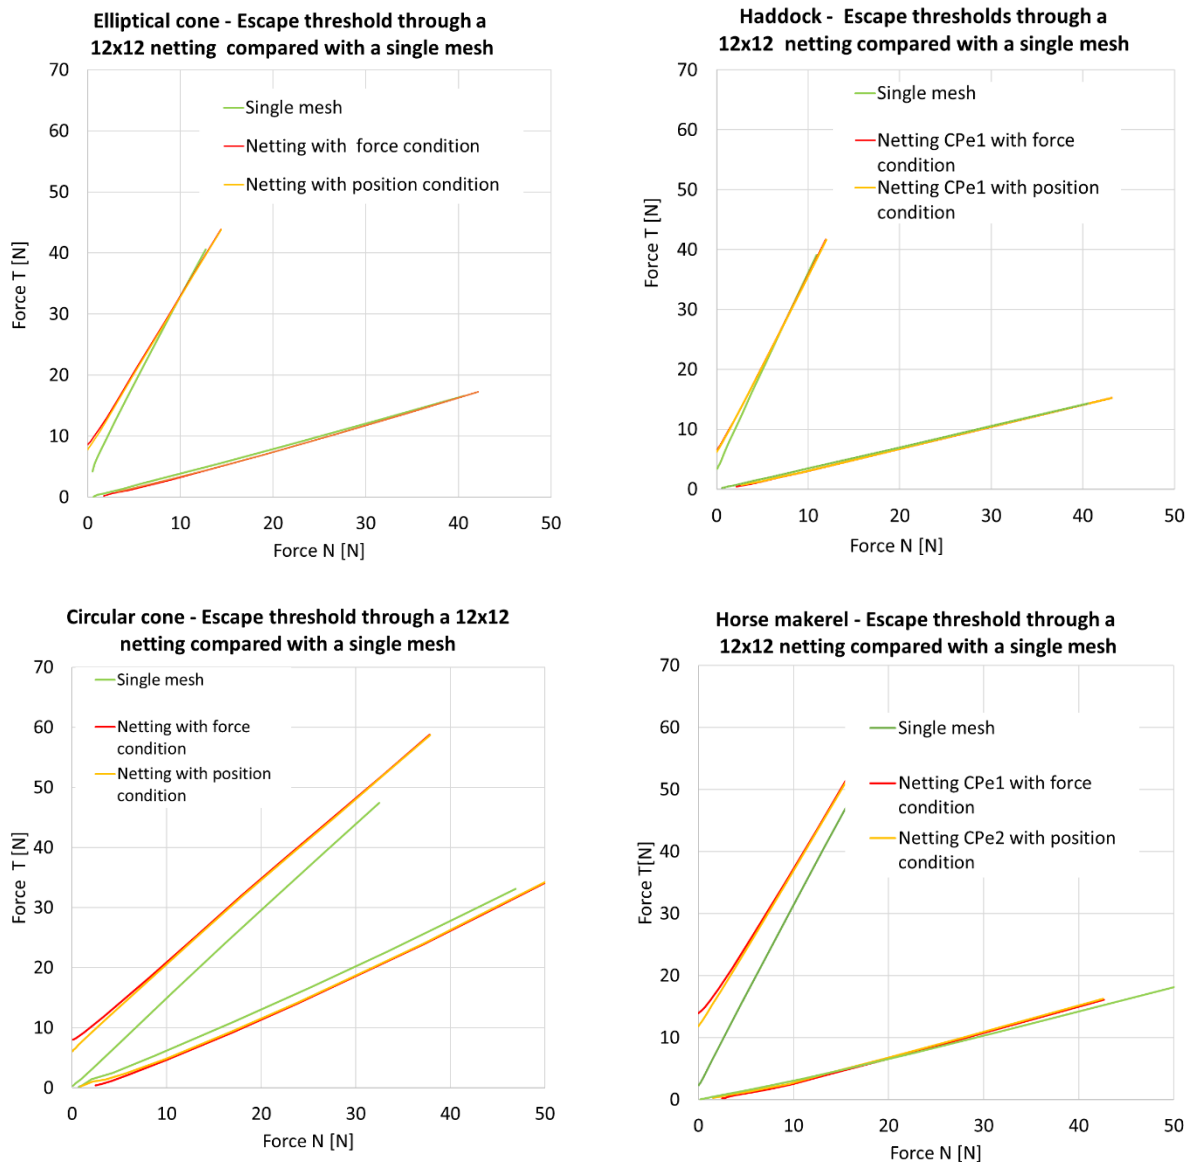 Elliptical cone - Escape threshold through a
12x12 netting compared with a single mesh
70
60
50
40
30
20
10
0
Force T [N]
Single mesh
Netting with force condition
Netting with position condition
0 10 20 30 40 50
Force N [N]
Haddock - Escape thresholds through a
12x12 netting compared with a single mesh
70
60
50
40
30
20
10
0
Force T [N]
Single mesh
Netting CPe1 with force
condition
Netting CPe1 with position
condition
0 10 20 30 40 50
Force N [N]
Circular cone - Escape threshold through a 12x12
netting compared with a single mesh
70
60
50
40
30
20
10
0
Force T [N]
Single mesh
Netting with force
condition
Netting with position
condition
0 10 20 30 40 50
Force N [N]
Horse makerel - Escape threshold through a
12x12 netting compared with a single mesh
70
60
50
40
30
20
10
0
Force T[N]
Single mesh
Netting CPe1 with force
condition
Netting CPe2 with position
condition
0 10 20 30 40 50
Force N [N]